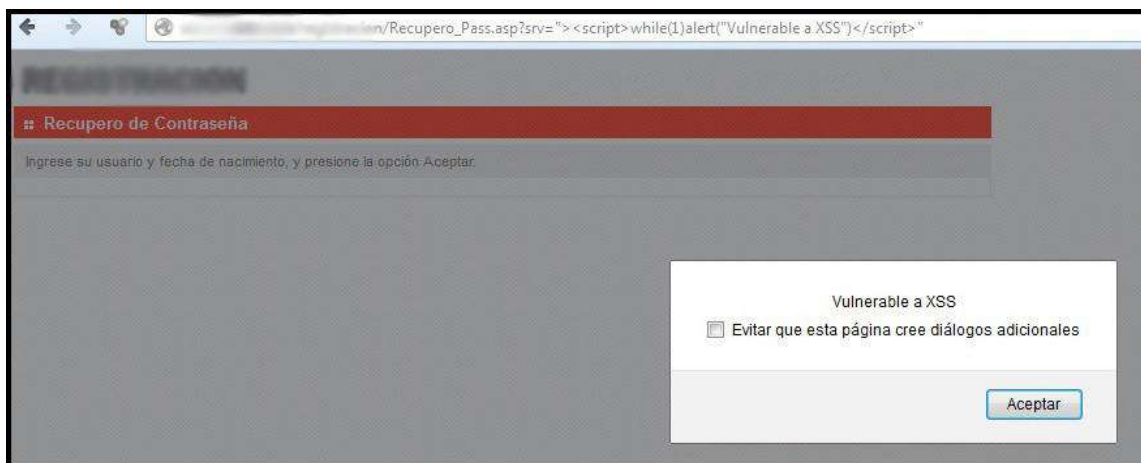 /Recupero_Pass.asp?srv="><script>while(1)alert("Vulnerable a XSS")</script>"
REGISTRACION
:: Recupero de Contraseña
Ingrese su usuario y fecha de nacimiento, y presione la opción Aceptar.
Vulnerable a XSS
Evitar que esta página cree diálogos adicionales
Aceptar